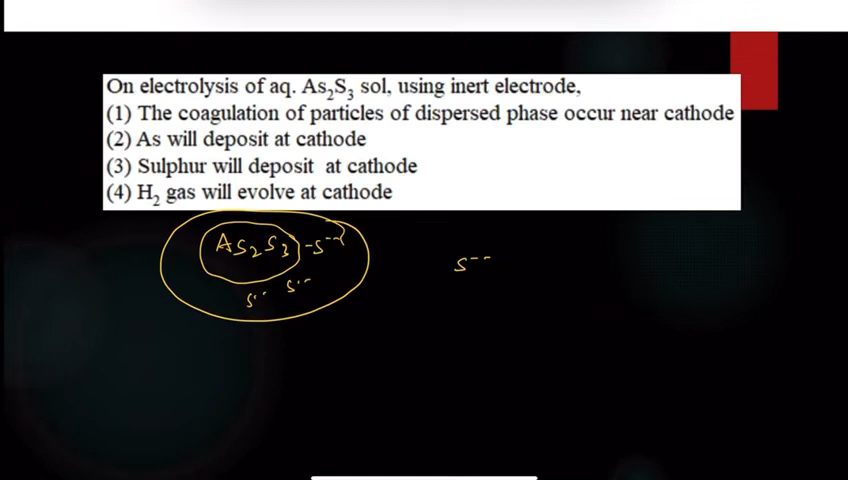 On electrolysis of aq. As₂S₃ sol, using inert electrode,
(1) The coagulation of particles of dispersed phase occur near cathode
(2) As will deposit at cathode
(3) Sulphur will deposit at cathode
(4) H₂ gas will evolve at cathode
As₂S₃ -S⁻⁻
S⁻⁻
S⁻⁻ S⁻⁻